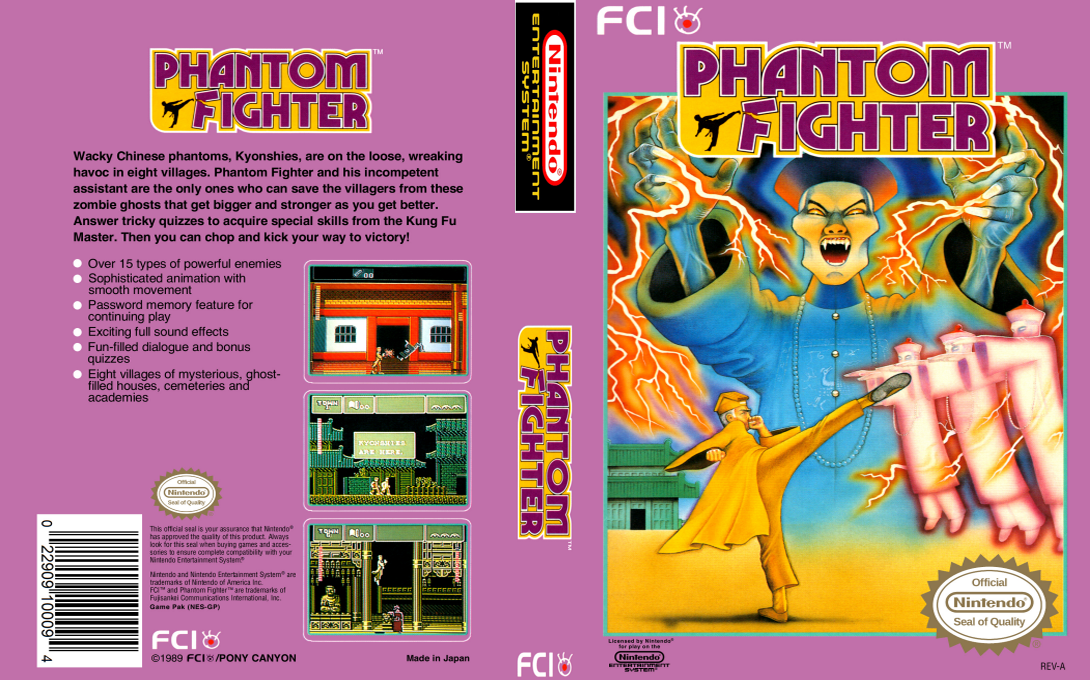 PHANTOM
FIGHTER™
Wacky Chinese phantoms, Kyonshies, are on the loose, wreaking
havoc in eight villages. Phantom Fighter and his incompetent
assistant are the only ones who can save the villagers from these
zombie ghosts that get bigger and stronger as you get better.
Answer tricky quizzes to acquire special skills from the Kung Fu
Master. Then you can chop and kick your way to victory!
Over 15 types of powerful enemies
Sophisticated animation with
smooth movement
Password memory feature for
continuing play
Exciting full sound effects
Fun-filled dialogue and bonus
quizzes
Eight villages of mysterious, ghost-
filled houses, cemeteries and
academies
00
TOWN
00
KYONSHIES
ARE HERE.
TOWN
00
Official
Nintendo
Seal of Quality
This official seal is your assurance that Nintendo®
has approved the quality of this product. Always
look for this seal when buying games and acces-
sories to ensure complete compatibility with your
Nintendo Entertainment System®
Nintendo and Nintendo Entertainment System® are
trademarks of Nintendo of America Inc.
FCI™ and Phantom Fighter™ are trademarks of
Fujisankei Communications International, Inc.
Game Pak (NES-GP)
0 22909 10009 4
FCI
©1989 FCI/PONY CANYON
Made in Japan
Nintendo®
ENTERTAINMENT
SYSTEM®
PHANTOM
FIGHTER™
FCI
FCI
PHANTOM
FIGHTER™
Official
Nintendo®
Seal of Quality
Licensed by Nintendo®
for play on the
Nintendo
ENTERTAINMENT
SYSTEM®
REV-A